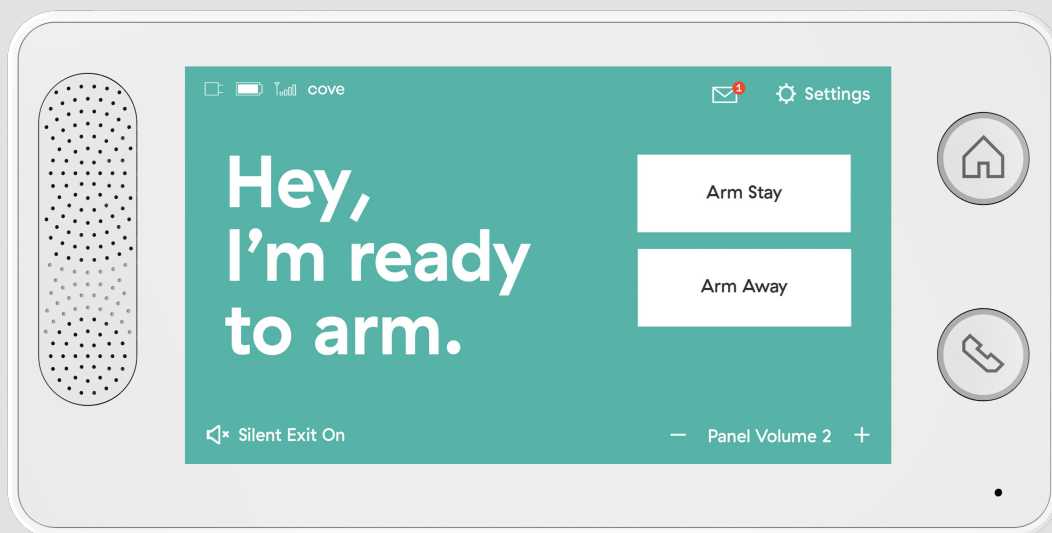 cove
1
Settings
Hey,
I'm ready
to arm.
Arm Stay
Arm Away
Silent Exit On
— Panel Volume 2 +